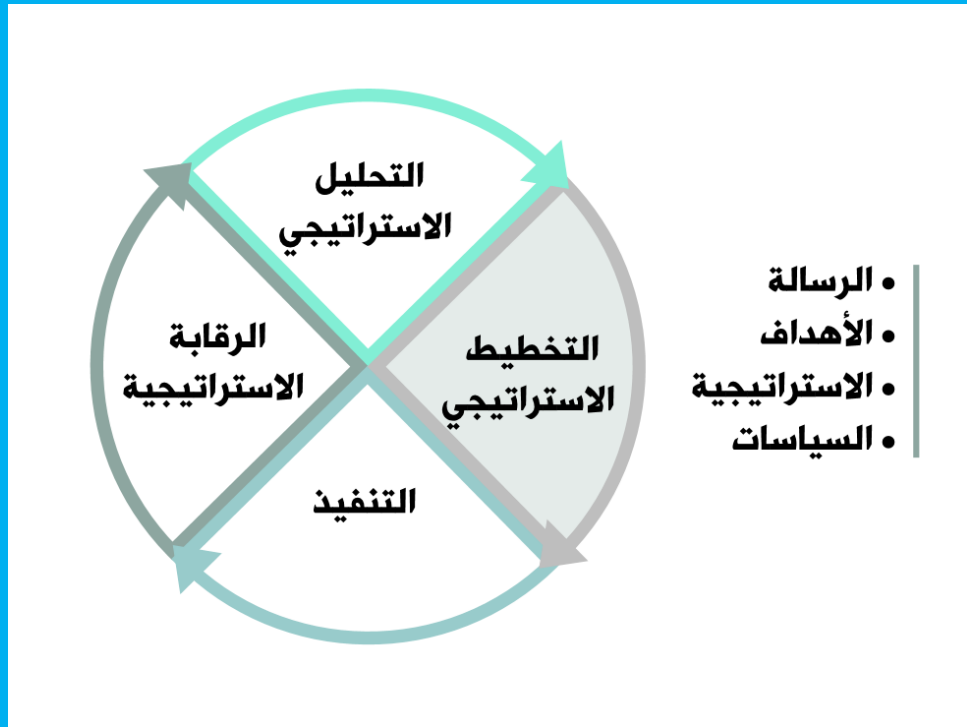 التحليل
الاستراتيجي
التخطيط
الاستراتيجي
التنفيذ
الرقابة
الاستراتيجية
• الرسالة
• الأهداف
• الاستراتيجية
• السياسات